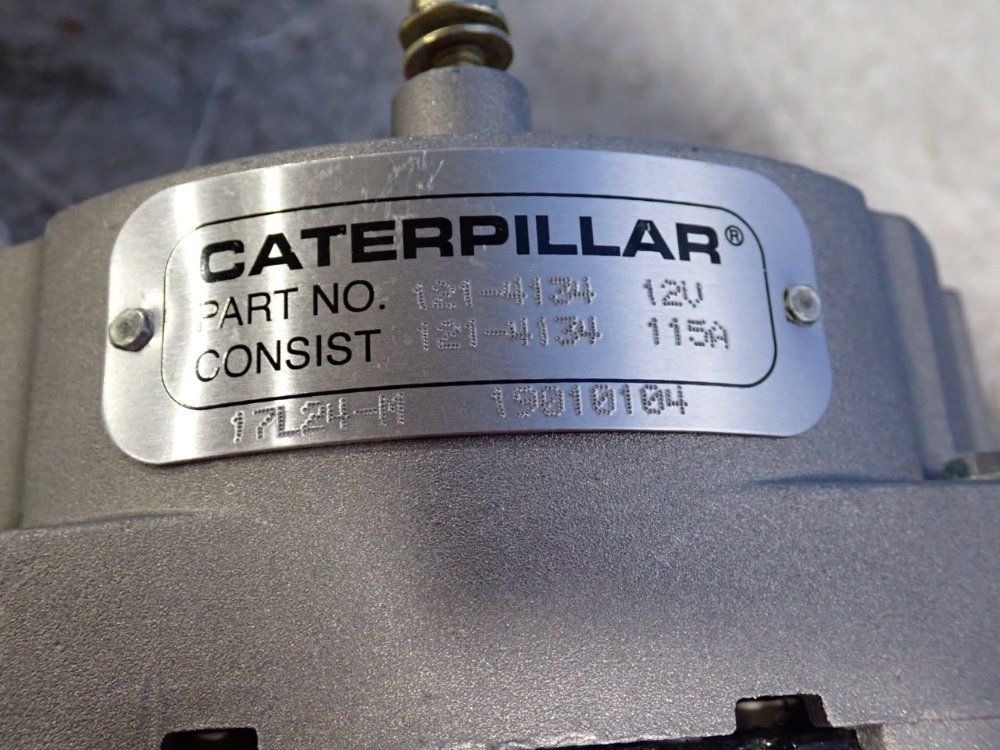 CATERPILLAR®
PART NO. 121-4134 12V
CONSIST 121-4134 115A
17L24-M 19010104